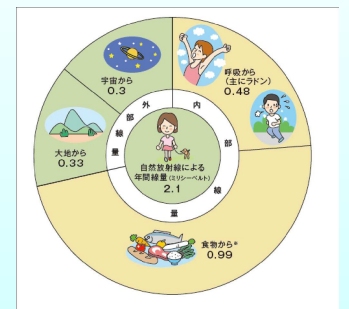 宇宙から
0.3
呼吸から
(主にラドン)
0.48
大地から
0.33
外部線量
内部線量
自然放射線による
年間線量(ミリシーベルト)
2.1
食物から*
0.99